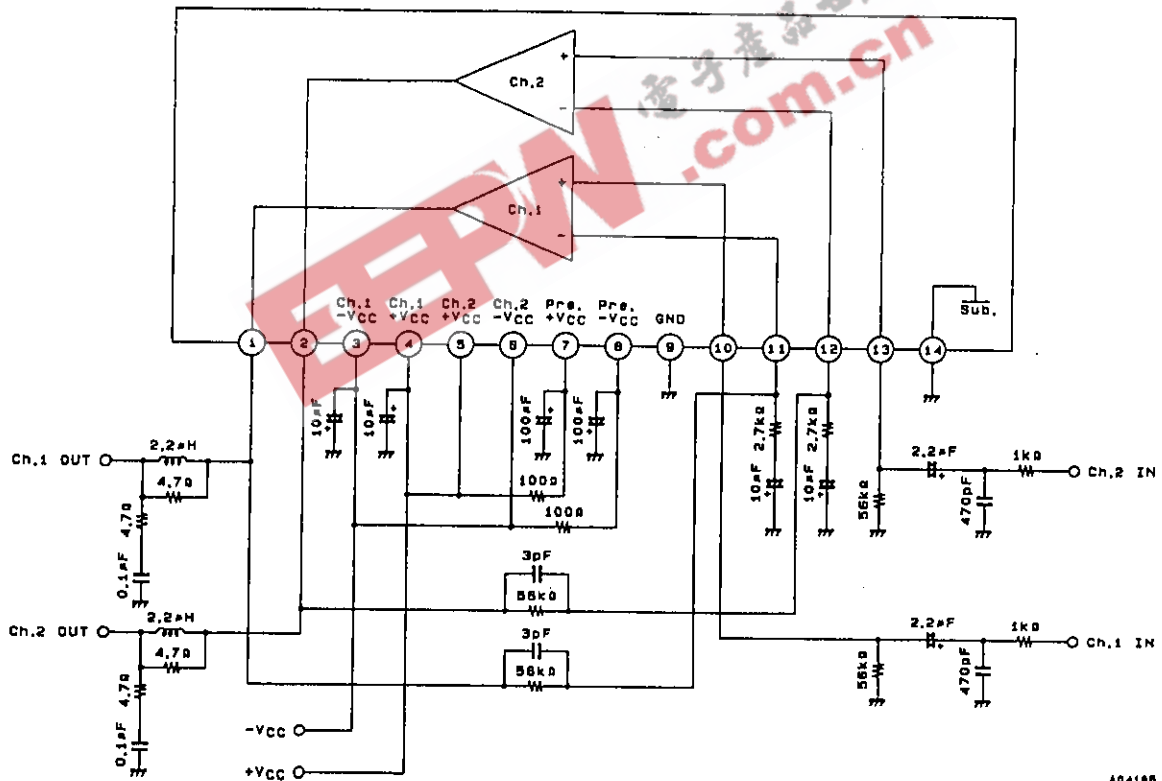 電子產品世
EEPW
.com.cn
Ch.2
+
-
Ch.1
+
-
Ch.1
-VCC
Ch.1
+VCC
Ch.2
+VCC
Ch.2
-VCC
Pre.
+VCC
Pre.
-VCC
GND
Sub.
1
2
3
4
5
6
7
8
9
10
11
12
13
14
10µF
10µF
100µF
100µF
2.7kΩ
2.7kΩ
10µF
10µF
100Ω
100Ω
Ch.1 OUT
2.2µH
4.7Ω
4.7Ω
0.1µF
Ch.2 OUT
2.2µH
4.7Ω
4.7Ω
0.1µF
3pF
56kΩ
3pF
56kΩ
2.2µF
1kΩ
Ch.2 IN
56kΩ
470pF
2.2µF
1kΩ
Ch.1 IN
56kΩ
470pF
-VCC
+VCC